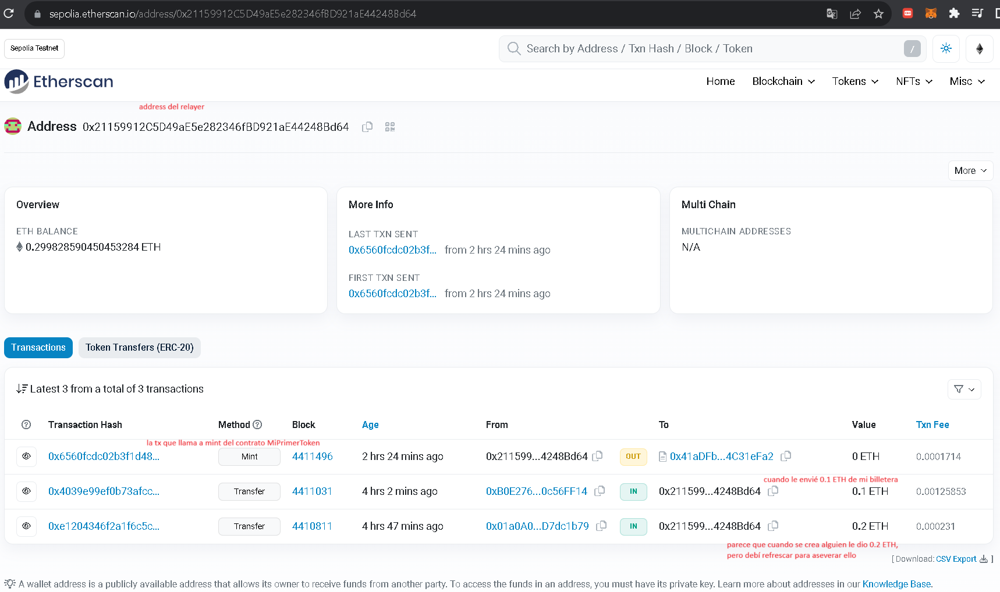 sepolia.etherscan.io/address/0x21159912C5D49aE5e282346fBD921aE44248Bd64
Sepolia Testnet
Search by Address / Txn Hash / Block / Token
/
Etherscan
Home Blockchain Tokens NFTs Misc
address del relayer
Address 0x21159912C5D49aE5e282346fBD921aE44248Bd64
More
Overview
ETH BALANCE
0.299828590450453284 ETH
More Info
LAST TXN SENT
0x6560fcdc02b3f... from 2 hrs 24 mins ago
FIRST TXN SENT
0x6560fcdc02b3f... from 2 hrs 24 mins ago
Multi Chain
MULTICHAIN ADDRESSES
N/A
Transactions Token Transfers (ERC-20)
Latest 3 from a total of 3 transactions
Transaction Hash Method Block Age From To Value Txn Fee
la tx que llama a mint del contrato MiPrimerToken
0x6560fcdc02b3f1d48... Mint 4411496 2 hrs 24 mins ago 0x211599...4248Bd64 OUT 0x41aDFb...4C31eFa2 0 ETH 0.0001714
cuando le envié 0.1 ETH de mi billetera
0x4039e99ef0b73afcc... Transfer 4411031 4 hrs 2 mins ago 0xB0E276...0c56FF14 IN 0x211599...4248Bd64 0.1 ETH 0.00125853
0xe1204346f2a1f6c5c... Transfer 4410811 4 hrs 47 mins ago 0x01a0A0...D7dc1b79 IN 0x211599...4248Bd64 0.2 ETH 0.000231
parece que cuando se crea alguien le dio 0.2 ETH,
pero debí refrescar para aseverar ello
[ Download: CSV Export ]
A wallet address is a publicly available address that allows its owner to receive funds from another party. To access the funds in an address, you must have its private key. Learn more about addresses in our Knowledge Base.